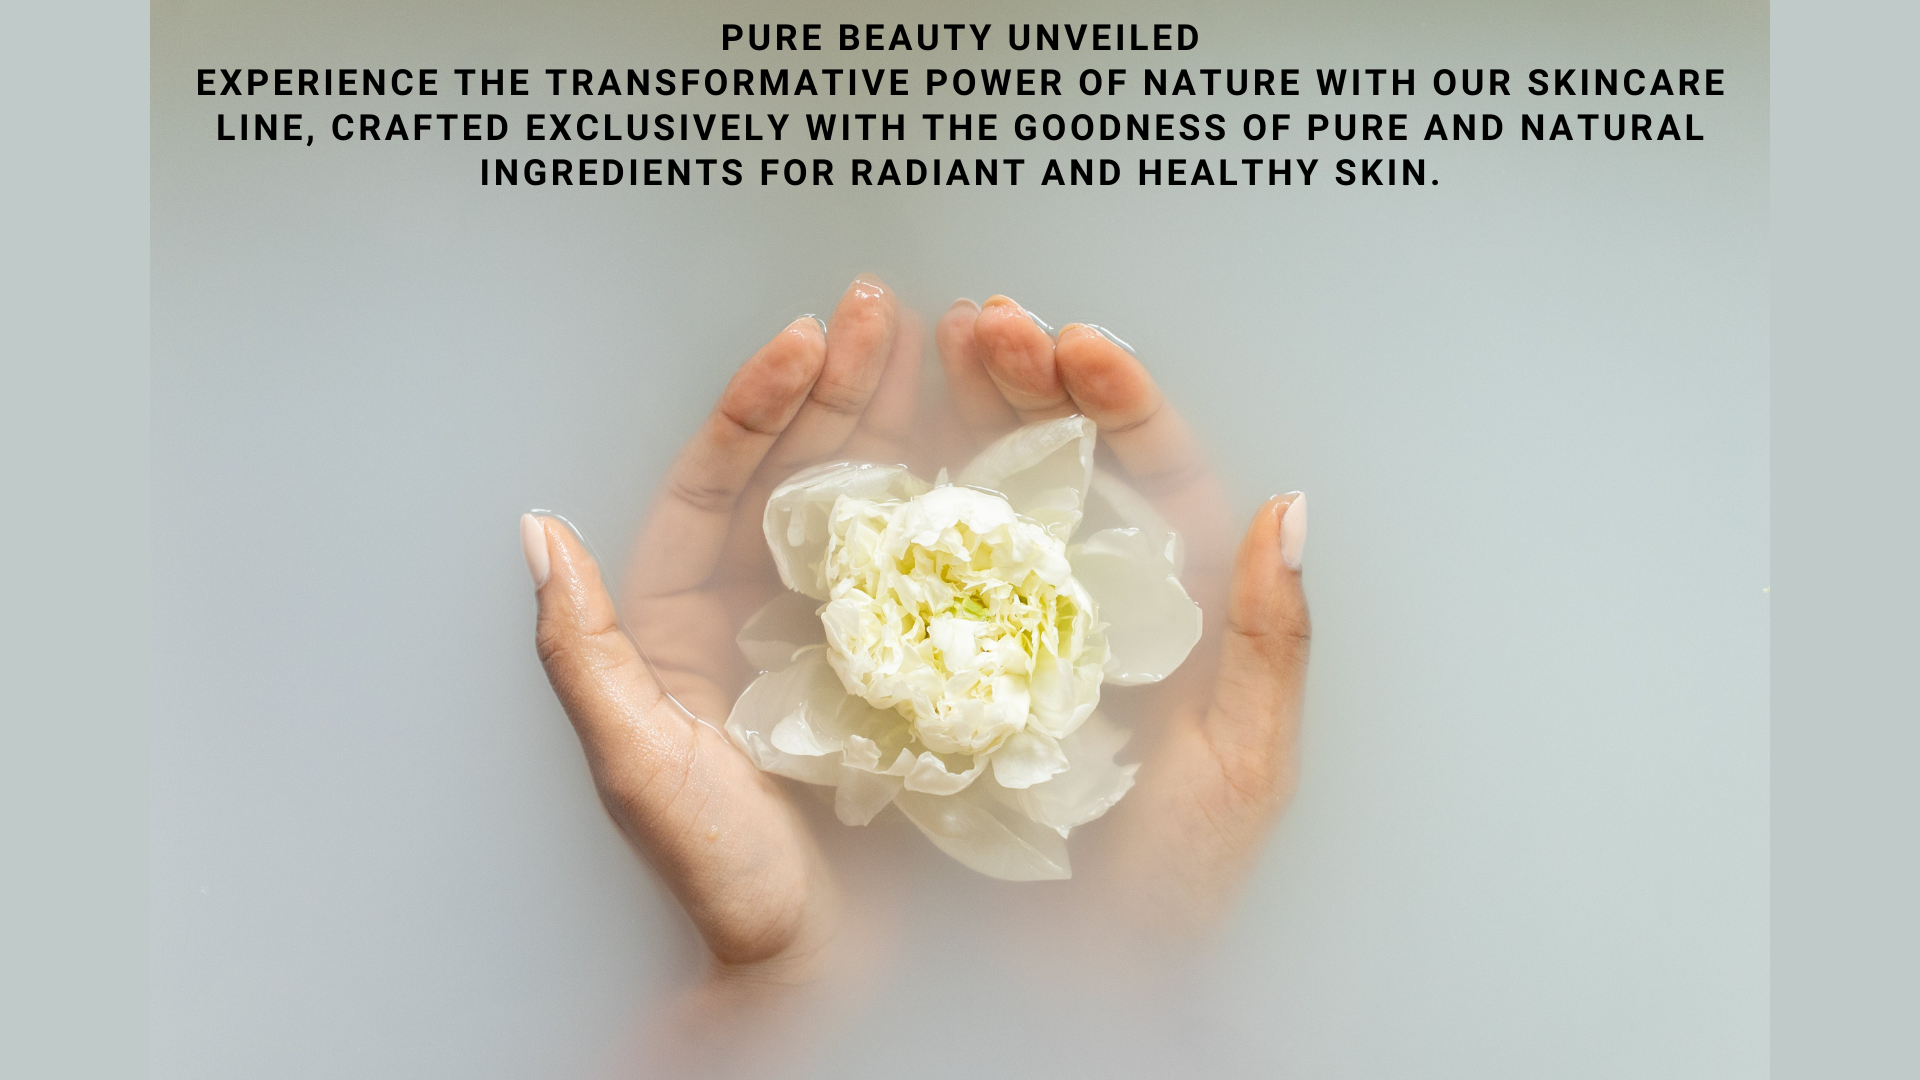 PURE BEAUTY UNVEILED
EXPERIENCE THE TRANSFORMATIVE POWER OF NATURE WITH OUR SKINCARE
LINE, CRAFTED EXCLUSIVELY WITH THE GOODNESS OF PURE AND NATURAL
INGREDIENTS FOR RADIANT AND HEALTHY SKIN.